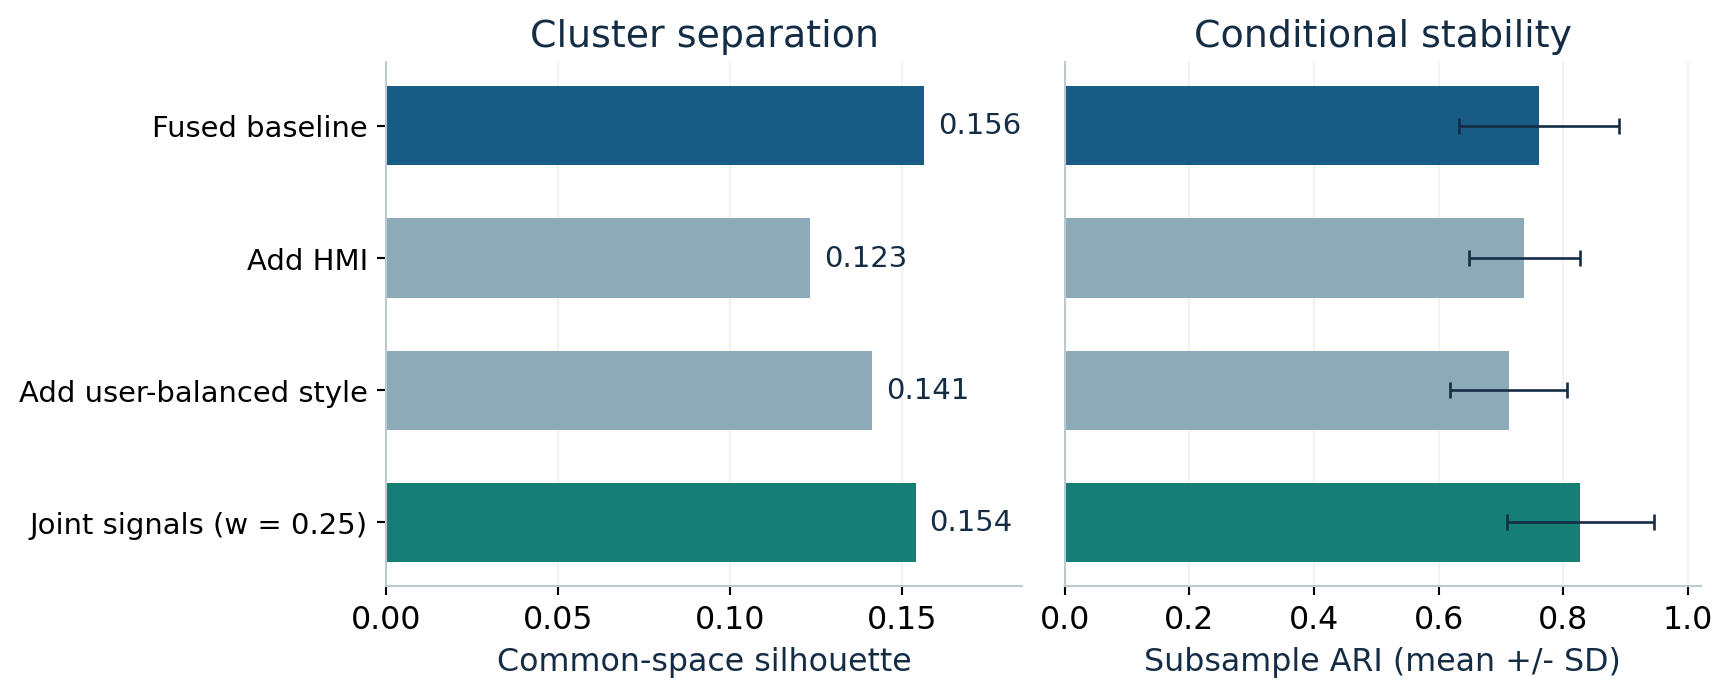 Cluster separation
Conditional stability
Fused baseline
0.156
Add HMI
0.123
Add user-balanced style
0.141
Joint signals (w = 0.25)
0.154
0.00 0.05 0.10 0.15
0.0 0.2 0.4 0.6 0.8 1.0
Common-space silhouette
Subsample ARI (mean +/- SD)